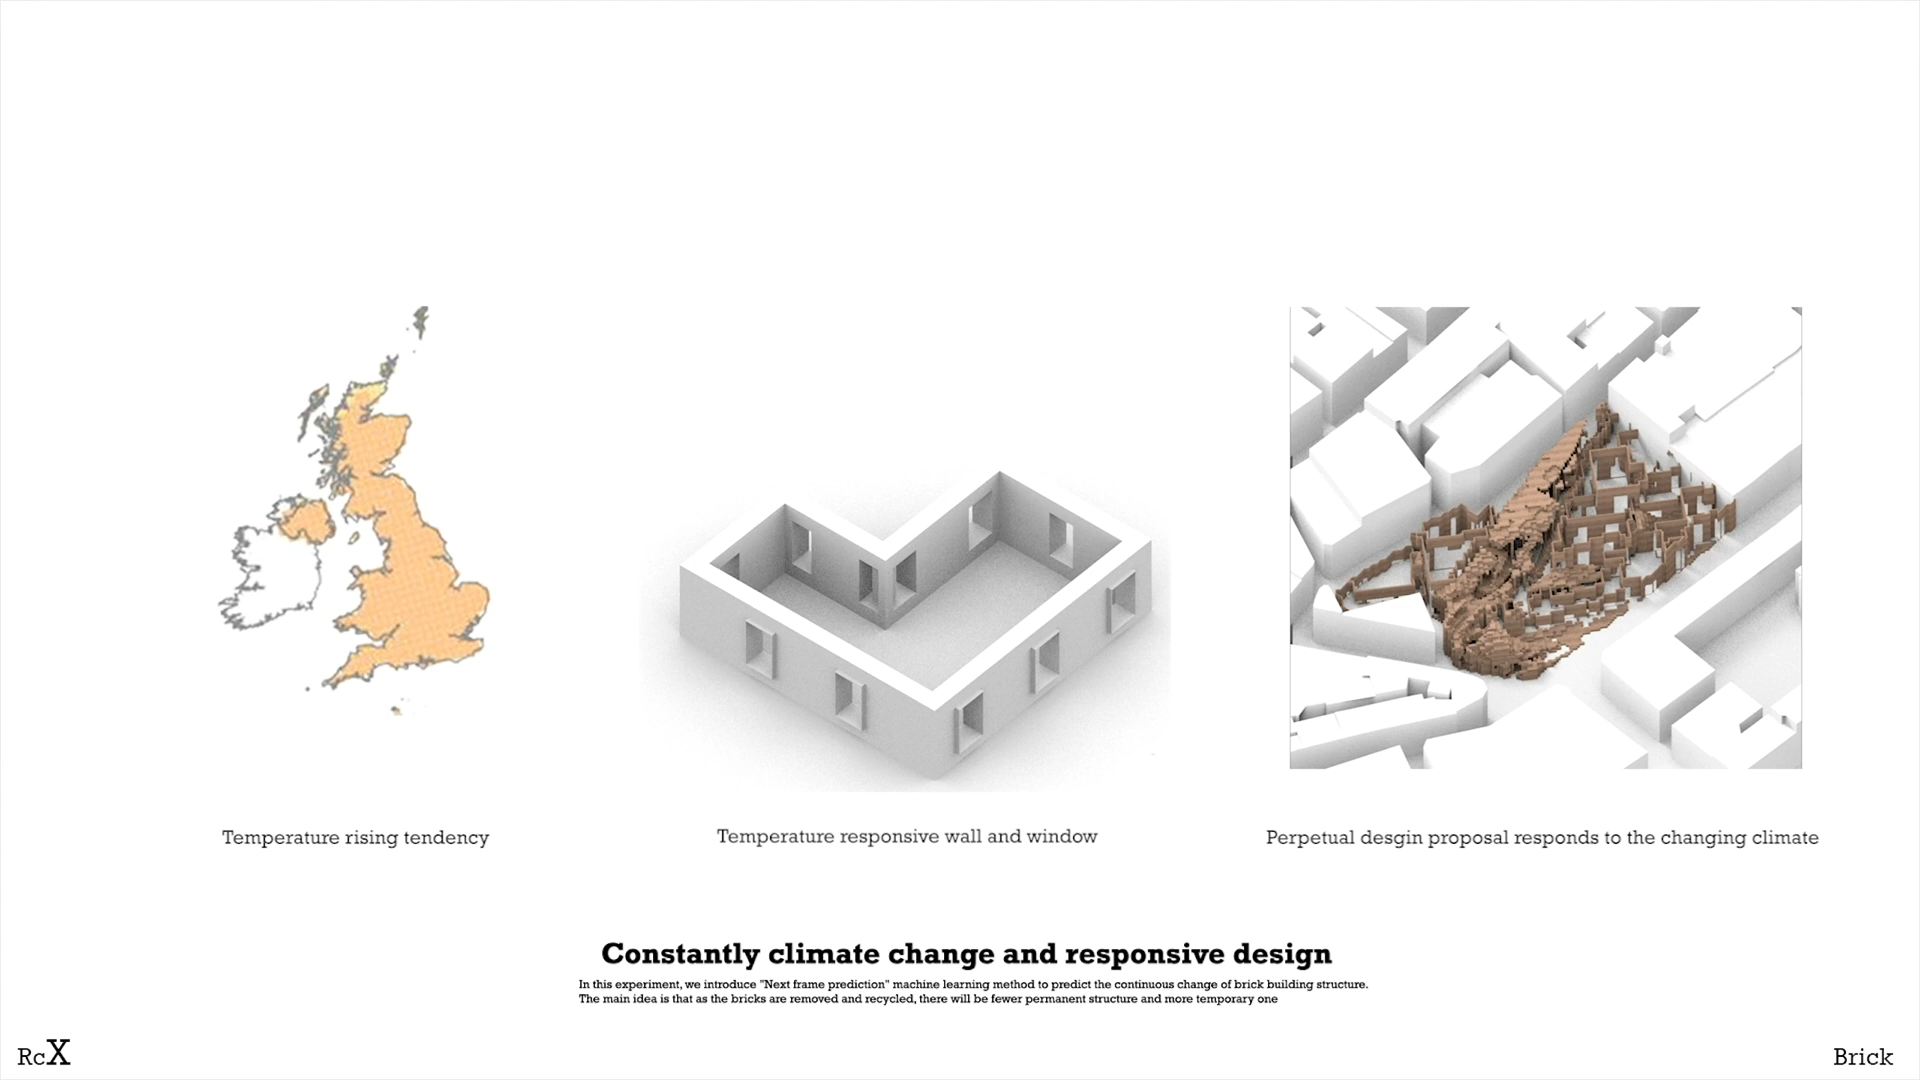 Temperature rising tendency
Temperature responsive wall and window
Perpetual desgin proposal responds to the changing climate
Constantly climate change and responsive design
In this experiment, we introduce "Next frame prediction" machine learning method to predict the continuous change of brick building structure.
The main idea is that as the bricks are removed and recycled, there will be fewer permanent structure and more temporary one
RcX
Brick